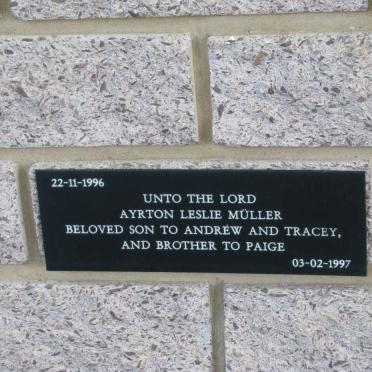 22-11-1996
UNTO THE LORD
AYRTON LESLIE MÜLLER
BELOVED SON TO ANDREW AND TRACEY,
AND BROTHER TO PAIGE
03-02-1997